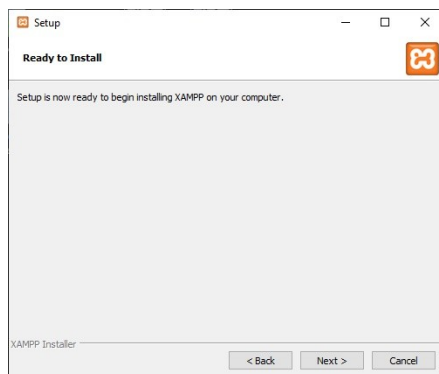 Setup
Ready to Install
Setup is now ready to begin installing XAMPP on your computer.
XAMPP Installer
< Back
Next >
Cancel